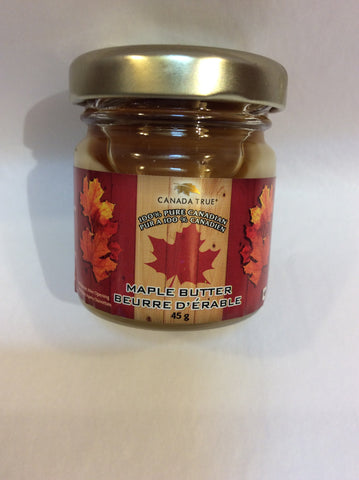 CANADA TRUE®
100% PURE CANADIAN
PUR À 100 % CANADIEN
MAPLE BUTTER
BEURRE D'ÉRABLE
45 g